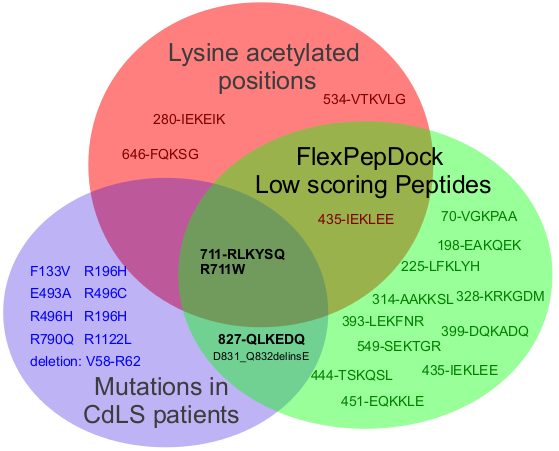 Lysine acetylated
positions
534-VTKVLG
280-IEKEIK
646-FQKSG
FlexPepDock
Low scoring Peptides
435-IEKLEE
70-VGKPAA
198-EAKQEK
225-LFKLYH
314-AAKKSL
328-KRKGDM
393-LEKFNR
399-DQKADQ
549-SEKTGR
444-TSKQSL
435-IEKLEE
451-EQKKLE
711-RLKYSQ
R711W
827-QLKEDQ
D831_Q832delinsE
F133V R196H
E493A R496C
R496H R196H
R790Q R1122L
deletion: V58-R62
Mutations in
CdLS patients